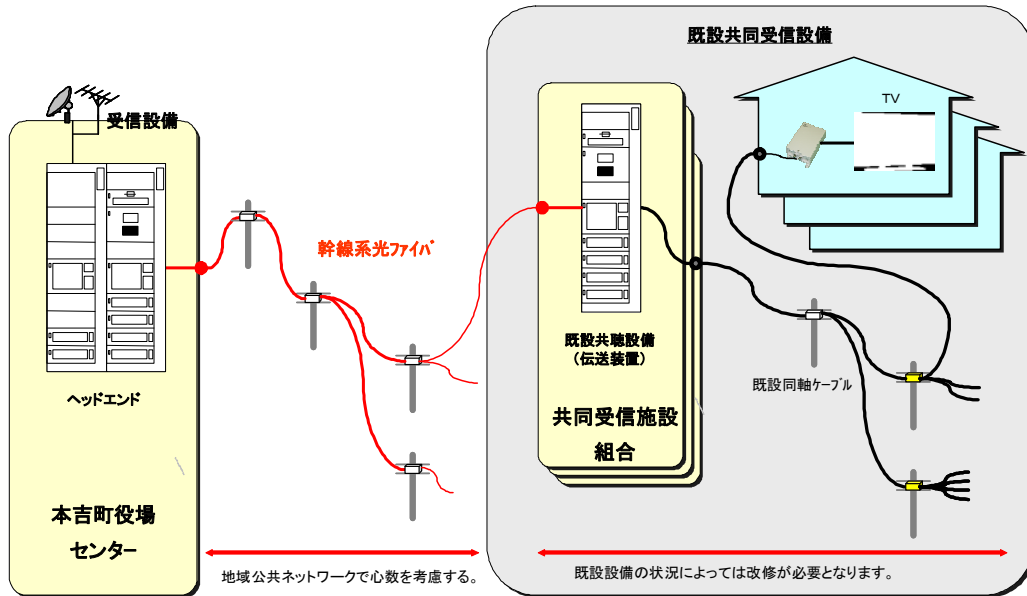 既設共同受信設備
受信設備
TV
幹線系光ファイバ
既設共聴設備
(伝送装置)
既設同軸ケーブル
ヘッドエンド
共同受信施設
組合
本吉町役場
センター
地域公共ネットワークで心数を考慮する。
既設設備の状況によっては改修が必要となります。